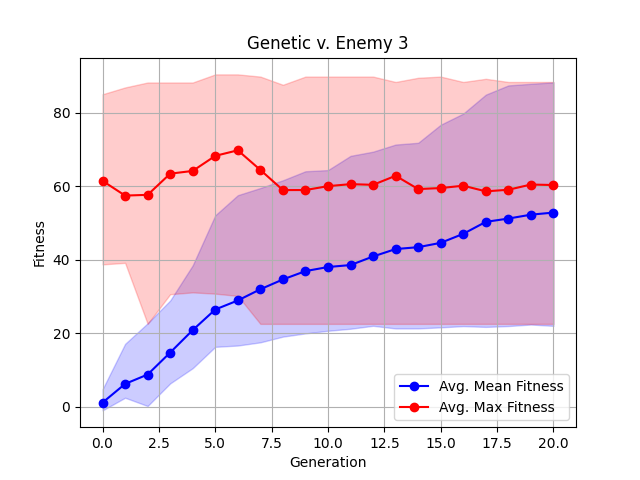 Genetic v. Enemy 3
80
60
40
20
0
Fitness
0.0 2.5 5.0 7.5 10.0 12.5 15.0 17.5 20.0
Generation
Avg. Mean Fitness
Avg. Max Fitness